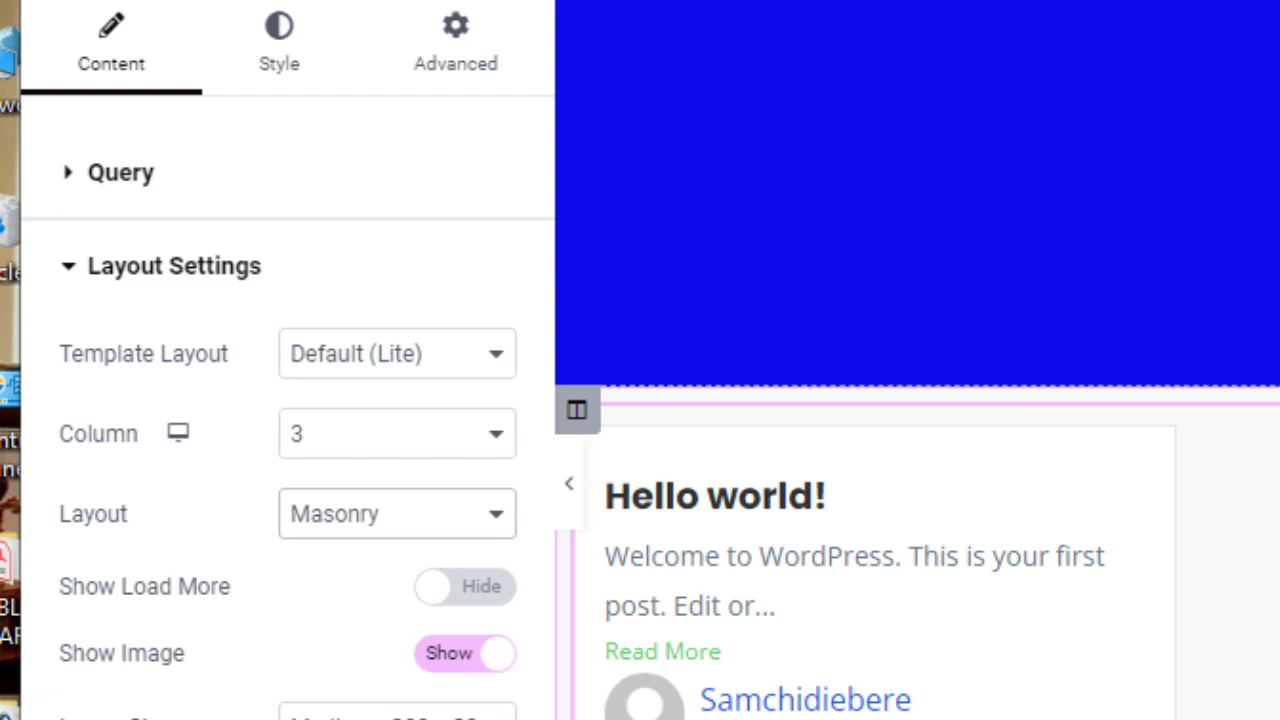 Content
Style
Advanced
Query
Layout Settings
Template Layout
Default (Lite)
Column
3
Layout
Masonry
Show Load More
Hide
Show Image
Show
Hello world!
Welcome to WordPress. This is your first
post. Edit or...
Read More
Samchidiebere